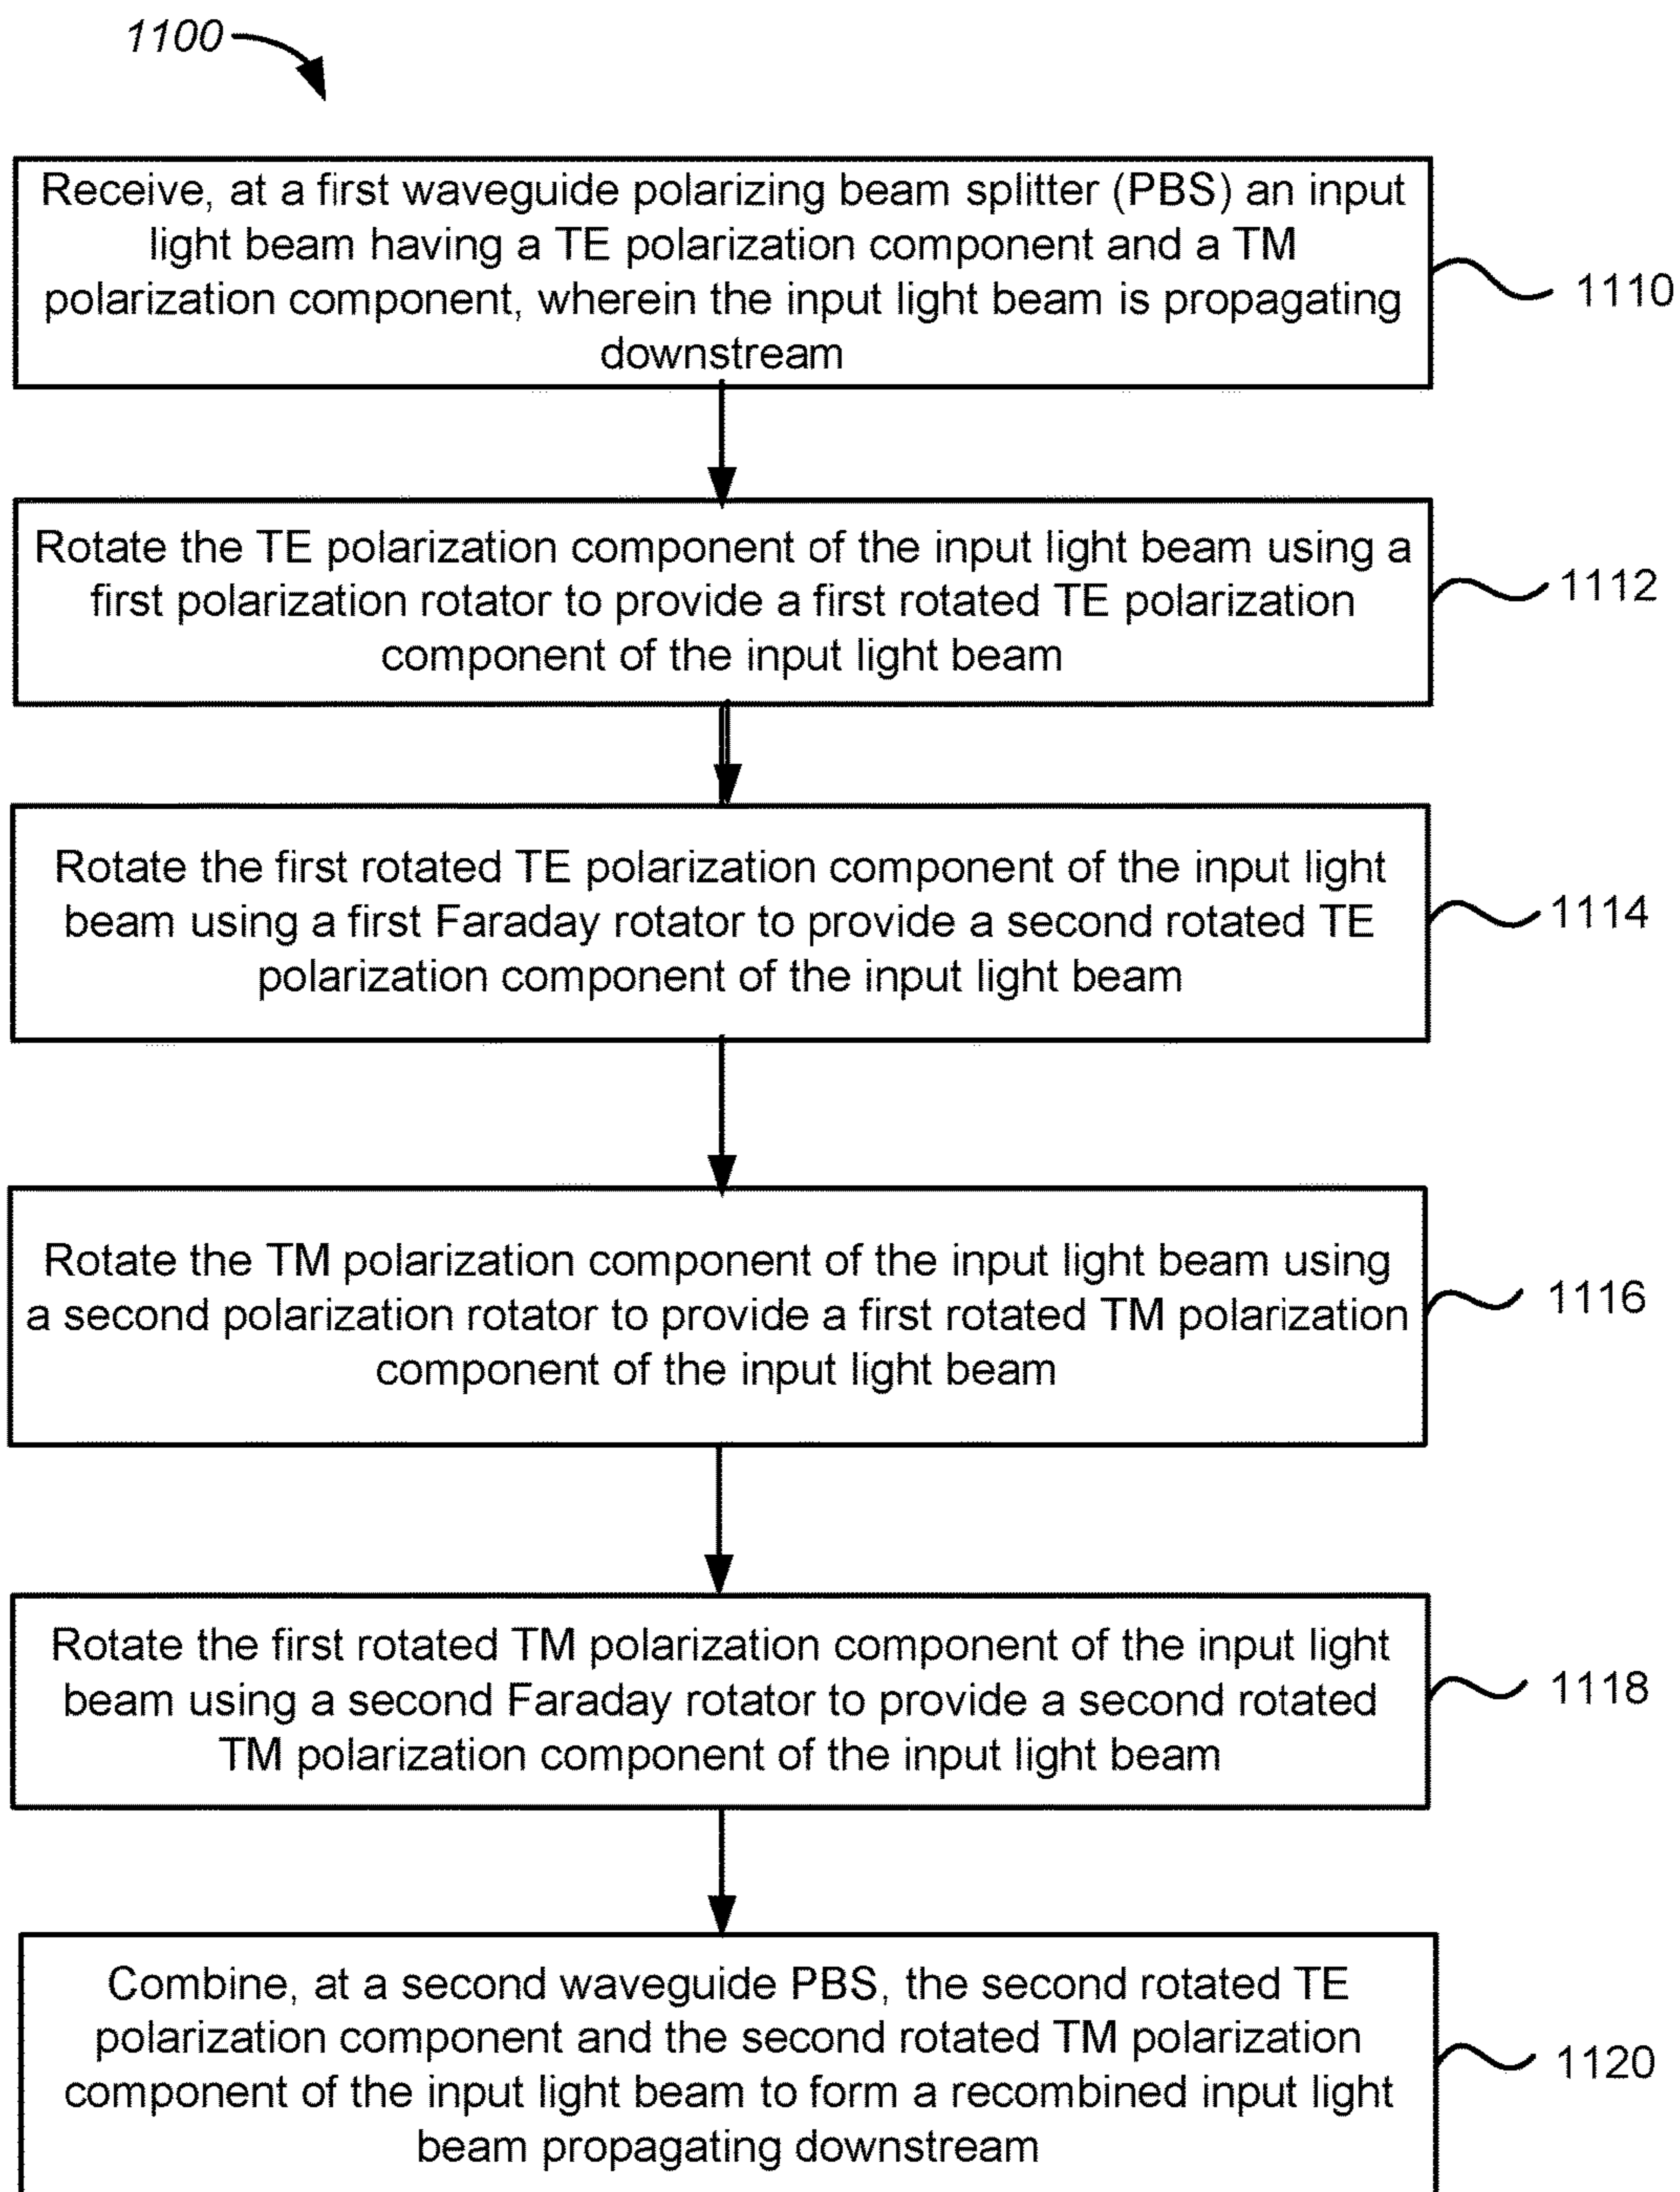 1100
Receive, at a first waveguide polarizing beam splitter (PBS) an input
light beam having a TE polarization component and a TM
polarization component, wherein the input light beam is propagating
downstream
1110
Rotate the TE polarization component of the input light beam using a
first polarization rotator to provide a first rotated TE polarization
component of the input light beam
1112
Rotate the first rotated TE polarization component of the input light
beam using a first Faraday rotator to provide a second rotated TE
polarization component of the input light beam
1114
Rotate the TM polarization component of the input light beam using
a second polarization rotator to provide a first rotated TM polarization
component of the input light beam
1116
Rotate the first rotated TM polarization component of the input light
beam using a second Faraday rotator to provide a second rotated
TM polarization component of the input light beam
1118
Combine, at a second waveguide PBS, the second rotated TE
polarization component and the second rotated TM polarization
component of the input light beam to form a recombined input light
beam propagating downstream
1120